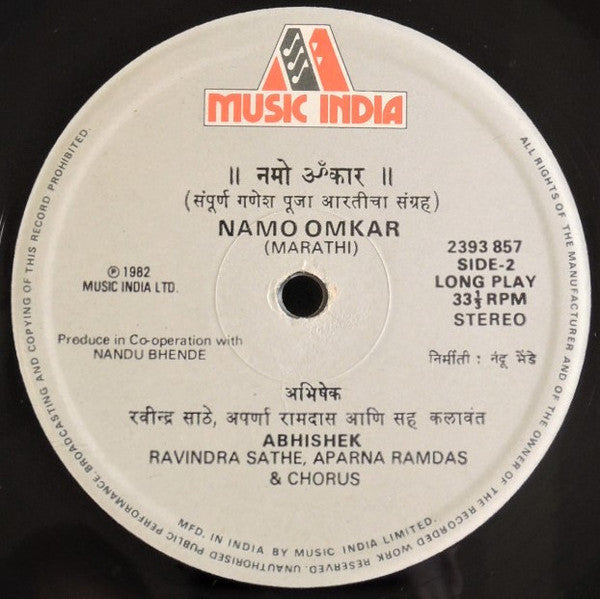 MUSIC INDIA
॥ नमो ॐकार ॥
(संपूर्ण गणेश पूजा आरतीचा संग्रह)
NAMO OMKAR
(MARATHI)
℗ 1982
MUSIC INDIA LTD.
2393 857
SIDE-2
LONG PLAY
33⅓ RPM
STEREO
Produce in Co-operation with
NANDU BHENDE
निर्मीती : नंदू भेंडे
अभिषेक
रवीन्द्र साठे, अपर्णा रामदास आणि सह कलावंत
ABHISHEK
RAVINDRA SATHE, APARNA RAMDAS
& CHORUS
MFD. IN INDIA BY MUSIC INDIA LIMITED.
ALL RIGHTS OF THE MANUFACTURER AND OF THE OWNER OF THE RECORDED WORK RESERVED. UNAUTHORISED PUBLIC PERFORMANCE, BROADCASTING AND COPYING OF THIS RECORD PROHIBITED.